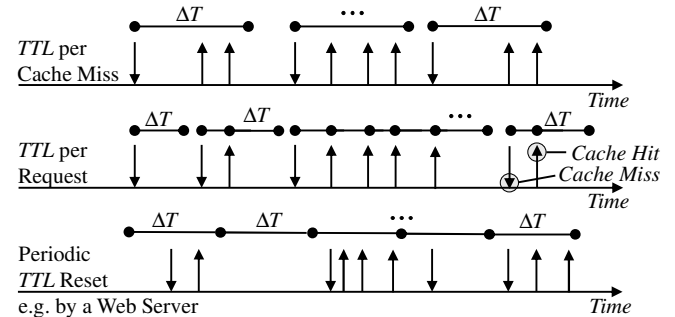 ΔT ... ΔT
TTL per
Cache Miss
Time
ΔT ΔT ... ΔT
TTL per
Request
Cache Hit
Cache Miss
Time
ΔT ΔT ... ΔT
Periodic
TTL Reset
e.g. by a Web Server
Time